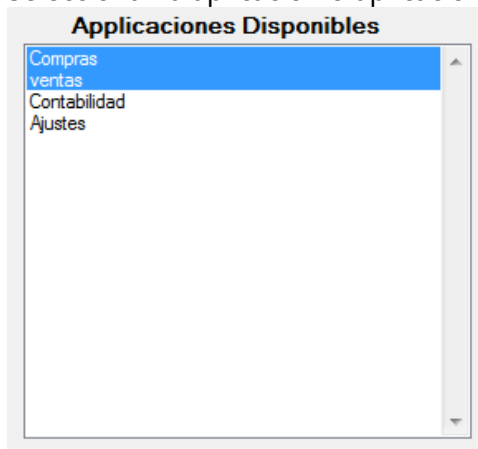 Applicaciones Disponibles
Compras
ventas
Contabilidad
Ajustes